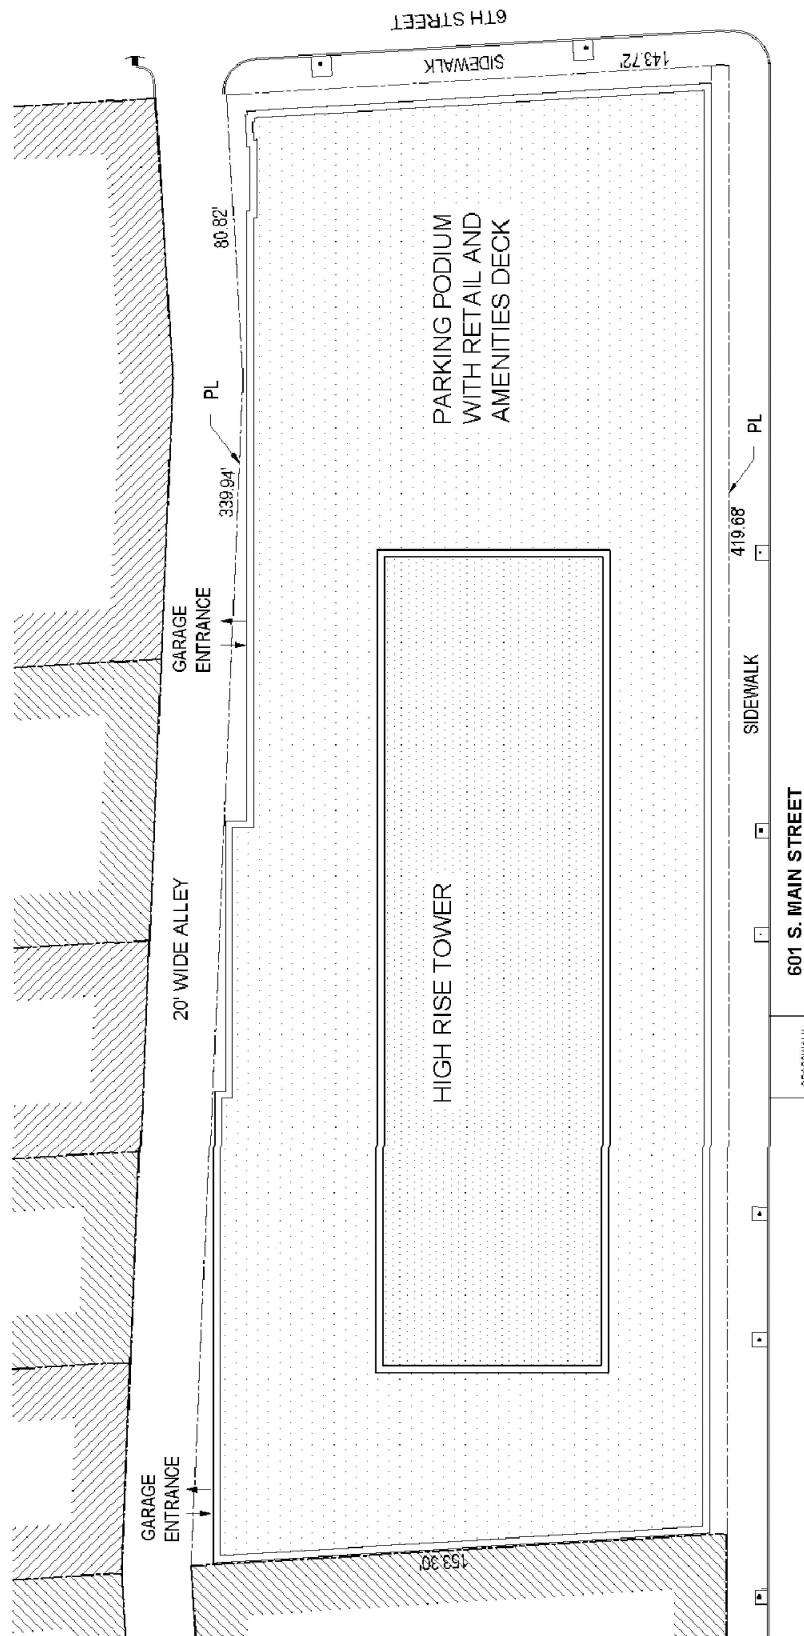 6TH STREET
SIDEWALK
143.72'
80.82'
PARKING PODIUM
WITH RETAIL AND
AMENITIES DECK
PL
339.94'
PL
419.68'
GARAGE
ENTRANCE
SIDEWALK
20' WIDE ALLEY
HIGH RISE TOWER
601 S. MAIN STREET
GARAGE
ENTRANCE
153.30'